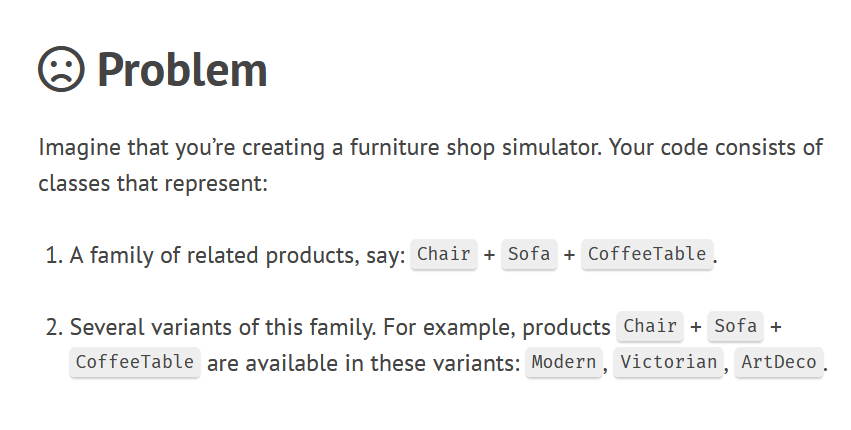 Problem
Imagine that you’re creating a furniture shop simulator. Your code consists of
classes that represent:
1. A family of related products, say: Chair + Sofa + CoffeeTable.
2. Several variants of this family. For example, products Chair + Sofa +
CoffeeTable are available in these variants: Modern, Victorian, ArtDeco.